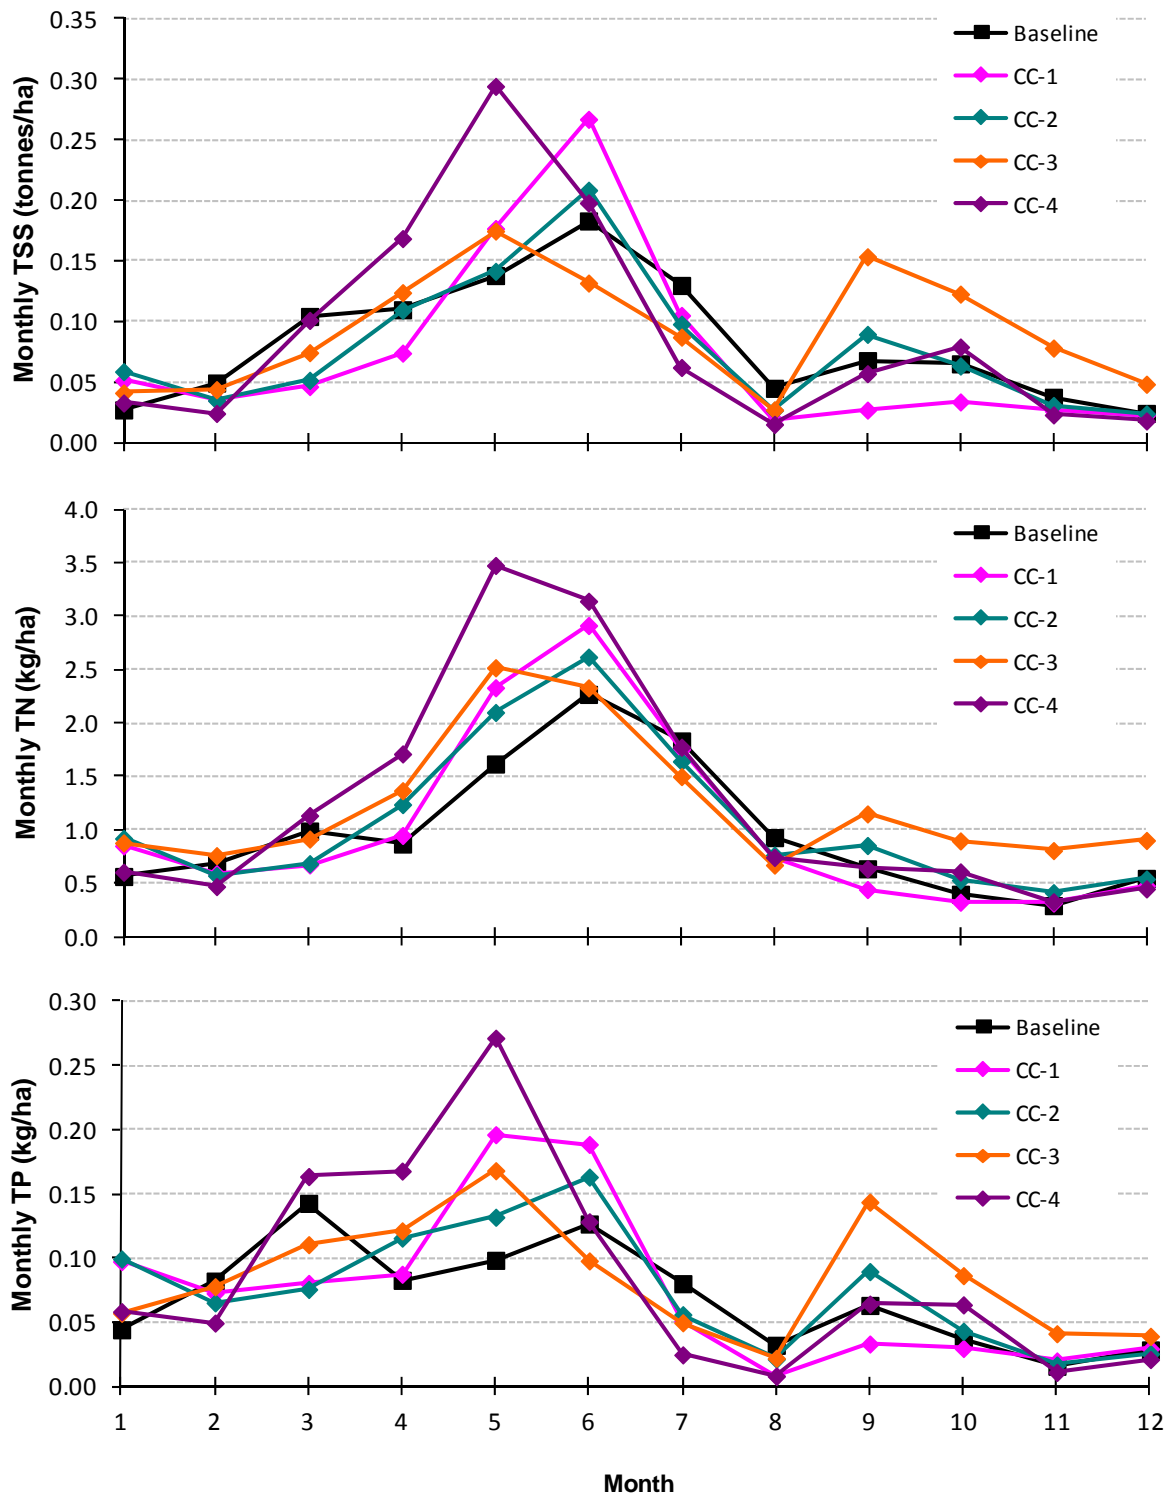 Monthly TSS (tonnes/ha)
0.35
0.30
0.25
0.20
0.15
0.10
0.05
0.00
Baseline
CC-1
CC-2
CC-3
CC-4
Monthly TN (kg/ha)
4.0
3.5
3.0
2.5
2.0
1.5
1.0
0.5
0.0
Baseline
CC-1
CC-2
CC-3
CC-4
Monthly TP (kg/ha)
0.30
0.25
0.20
0.15
0.10
0.05
0.00
Baseline
CC-1
CC-2
CC-3
CC-4
1 2 3 4 5 6 7 8 9 10 11 12
Month